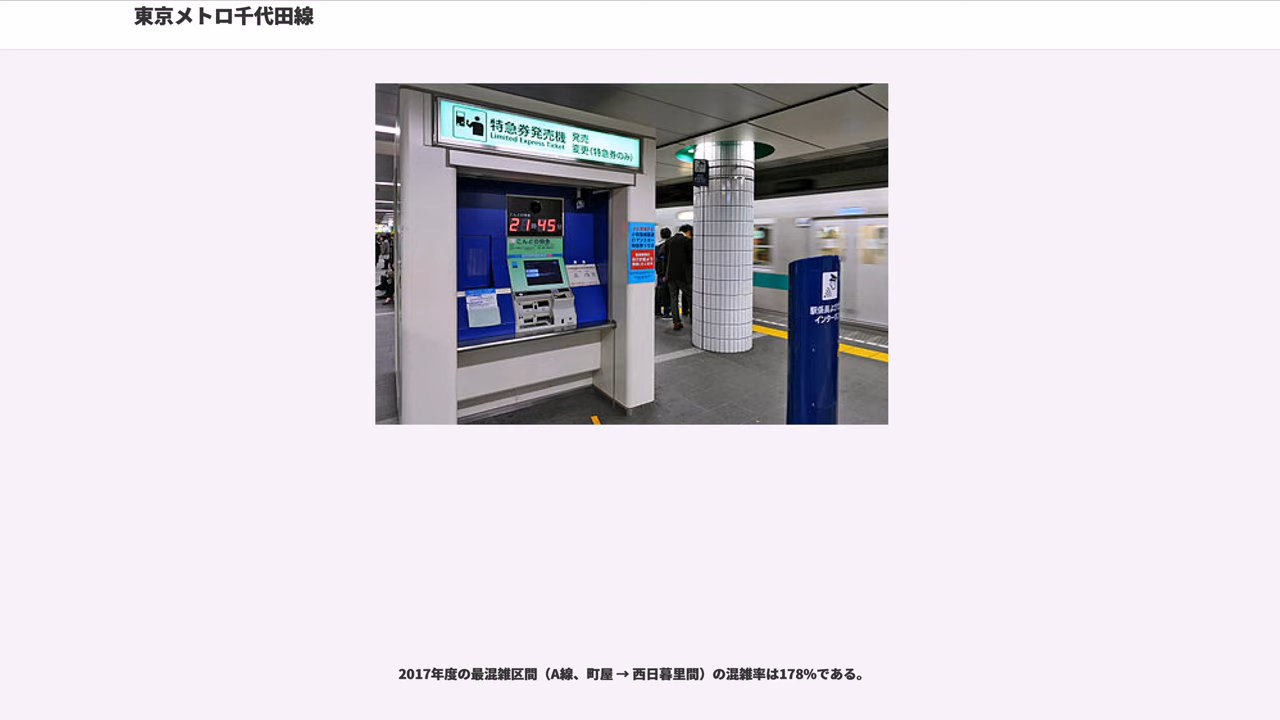 東京メトロ千代田線
特急券発売機 発売
Limited Express Ticket 変更(特急券のみ)
21 45
2017年度の最混雑区間（A線、町屋 → 西日暮里間）の混雑率は178%である。